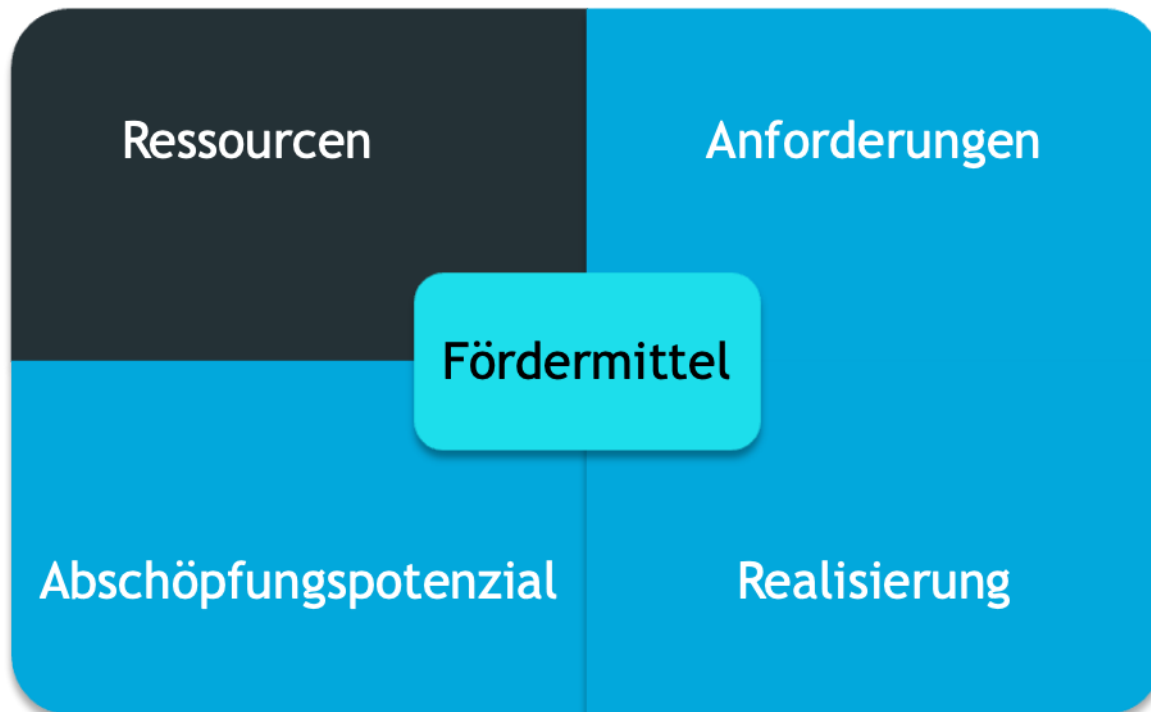 Ressourcen
Anforderungen
Fördermittel
Abschöpfungspotenzial
Realisierung